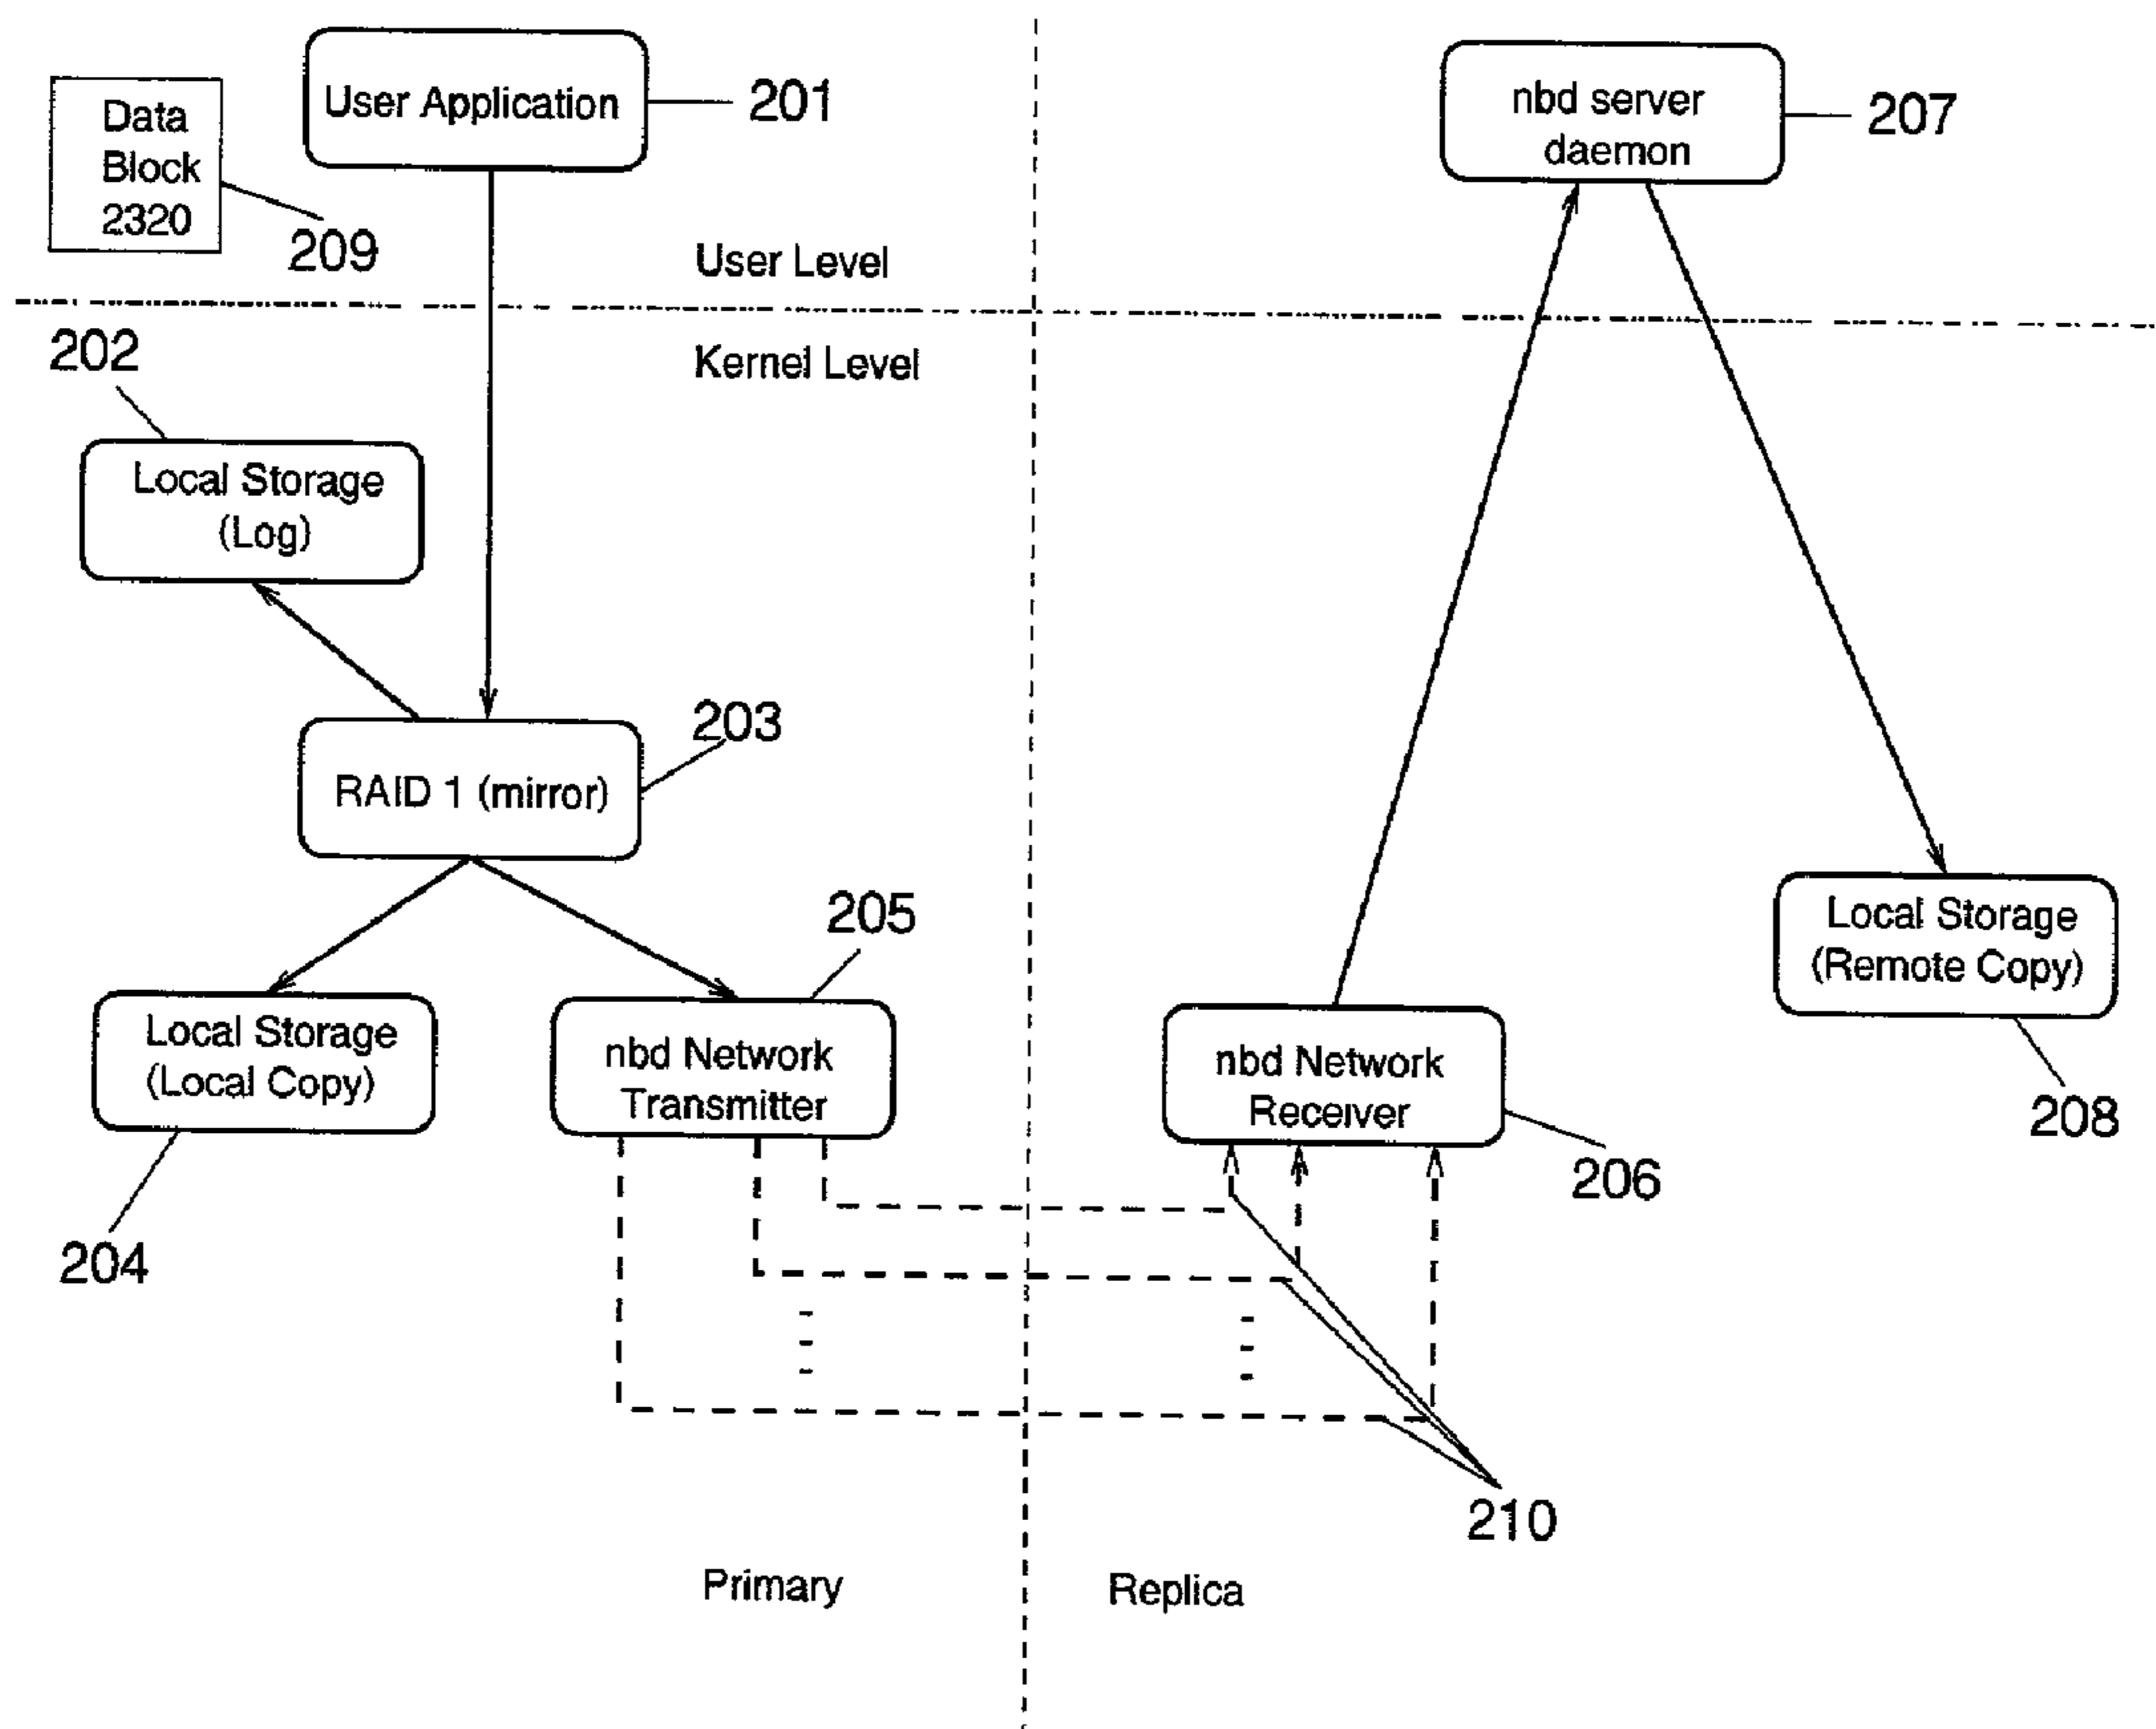 User Application
201
Data
Block
2320
209
User Level
nbd server
daemon
207
202
Kernel Level
Local Storage
(Log)
203
RAID 1 (mirror)
205
Local Storage
(Local Copy)
nbd Network
Transmitter
204
nbd Network
Receiver
206
Local Storage
(Remote Copy)
208
210
Primary
Replica